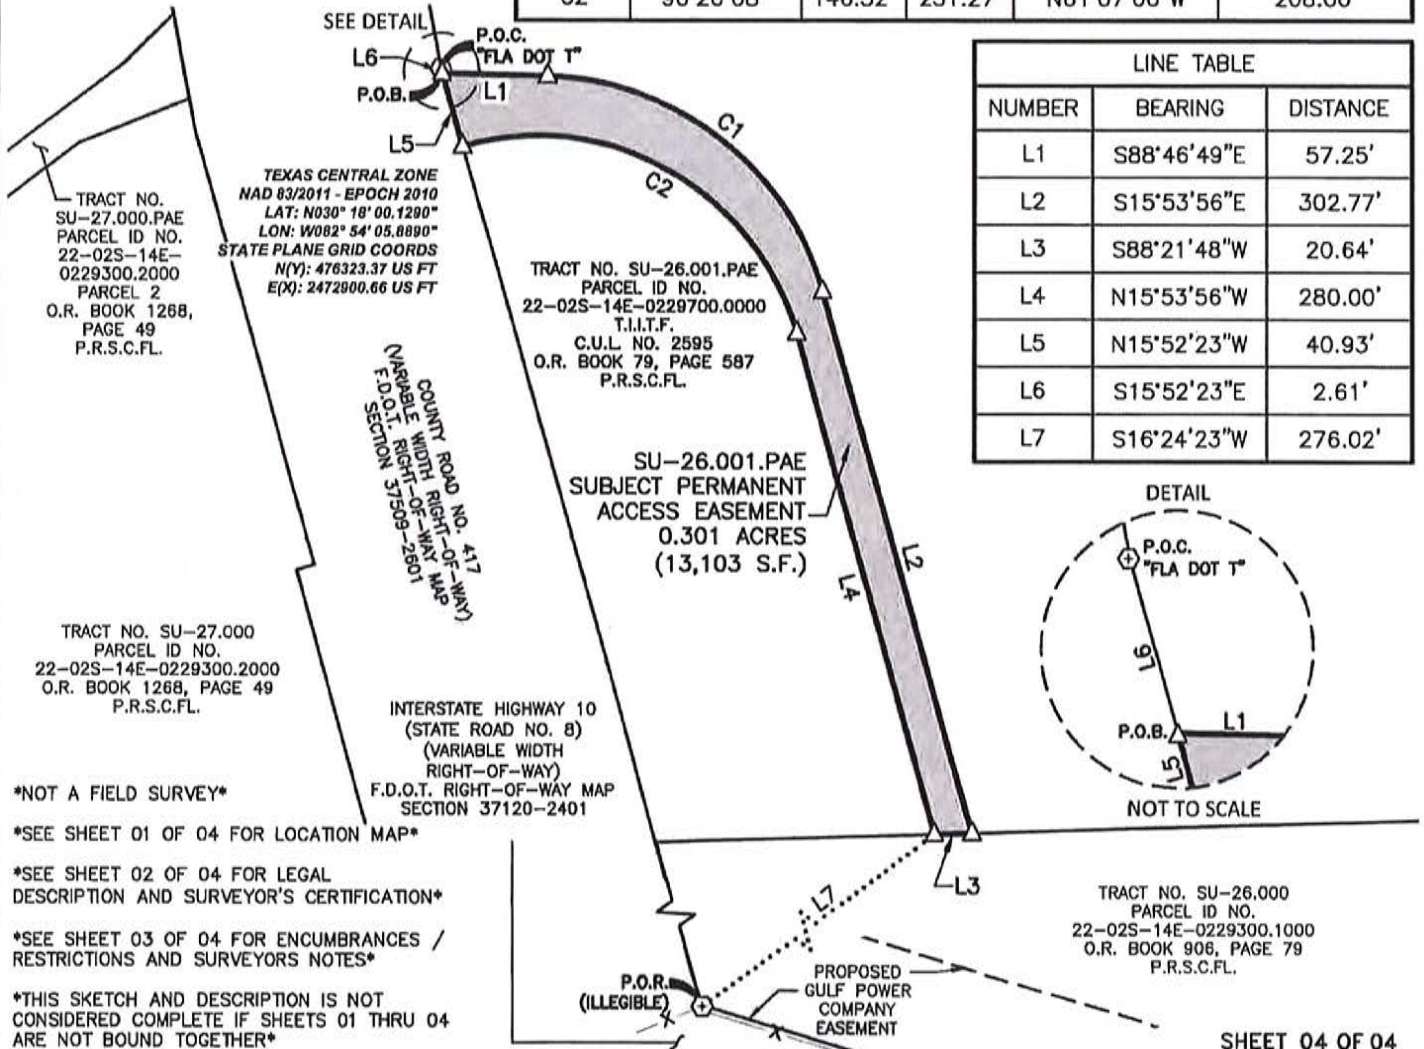 146.52' 231.27' N61°07'06"W 208.00'
SEE DETAIL
P.O.C.
"FLA DOT T"
L6
P.O.B.
L1
L5
C1
C2
LINE TABLE
NUMBER BEARING DISTANCE
L1 S88°46'49"E 57.25'
L2 S15°53'56"E 302.77'
L3 S88°21'48"W 20.64'
L4 N15°53'56"W 280.00'
L5 N15°52'23"W 40.93'
L6 S15°52'23"E 2.61'
L7 S16°24'23"W 276.02'
TRACT NO.
SU-27.000.PAE
PARCEL ID NO.
22-02S-14E-
0229300.2000
PARCEL 2
O.R. BOOK 1268,
PAGE 49
P.R.S.C.FL.
TEXAS CENTRAL ZONE
NAD 83/2011 - EPOCH 2010
LAT: N030° 18' 00.1290"
LON: W082° 54' 05.8890"
STATE PLANE GRID COORDS
N(Y): 476323.37 US FT
E(X): 2472900.66 US FT
TRACT NO. SU-26.001.PAE
PARCEL ID NO.
22-02S-14E-0229700.0000
T.I.I.T.F.
C.U.L. NO. 2595
O.R. BOOK 79, PAGE 587
P.R.S.C.FL.
COUNTY ROAD NO. 417
(VARIABLE WIDTH RIGHT-OF-WAY)
F.D.O.T. RIGHT-OF-WAY MAP
SECTION 37509-2601
SU-26.001.PAE
SUBJECT PERMANENT
ACCESS EASEMENT
0.301 ACRES
(13,103 S.F.)
L2
L4
DETAIL
P.O.C.
"FLA DOT T"
L6
P.O.B.
L1
L5
NOT TO SCALE
TRACT NO. SU-27.000
PARCEL ID NO.
22-02S-14E-0229300.2000
O.R. BOOK 1268, PAGE 49
P.R.S.C.FL.
INTERSTATE HIGHWAY 10
(STATE ROAD NO. 8)
(VARIABLE WIDTH
RIGHT-OF-WAY)
F.D.O.T. RIGHT-OF-WAY MAP
SECTION 37120-2401
*NOT A FIELD SURVEY*
*SEE SHEET 01 OF 04 FOR LOCATION MAP*
*SEE SHEET 02 OF 04 FOR LEGAL
DESCRIPTION AND SURVEYOR'S CERTIFICATION*
*SEE SHEET 03 OF 04 FOR ENCUMBRANCES /
RESTRICTIONS AND SURVEYORS NOTES*
*THIS SKETCH AND DESCRIPTION IS NOT
CONSIDERED COMPLETE IF SHEETS 01 THRU 04
ARE NOT BOUND TOGETHER*
L3
L7
P.O.R.
(ILLEGIBLE)
X
X
PROPOSED
GULF POWER
COMPANY
EASEMENT
TRACT NO. SU-26.000
PARCEL ID NO.
22-02S-14E-0229300.1000
O.R. BOOK 906, PAGE 79
P.R.S.C.FL.
SHEET 04 OF 04